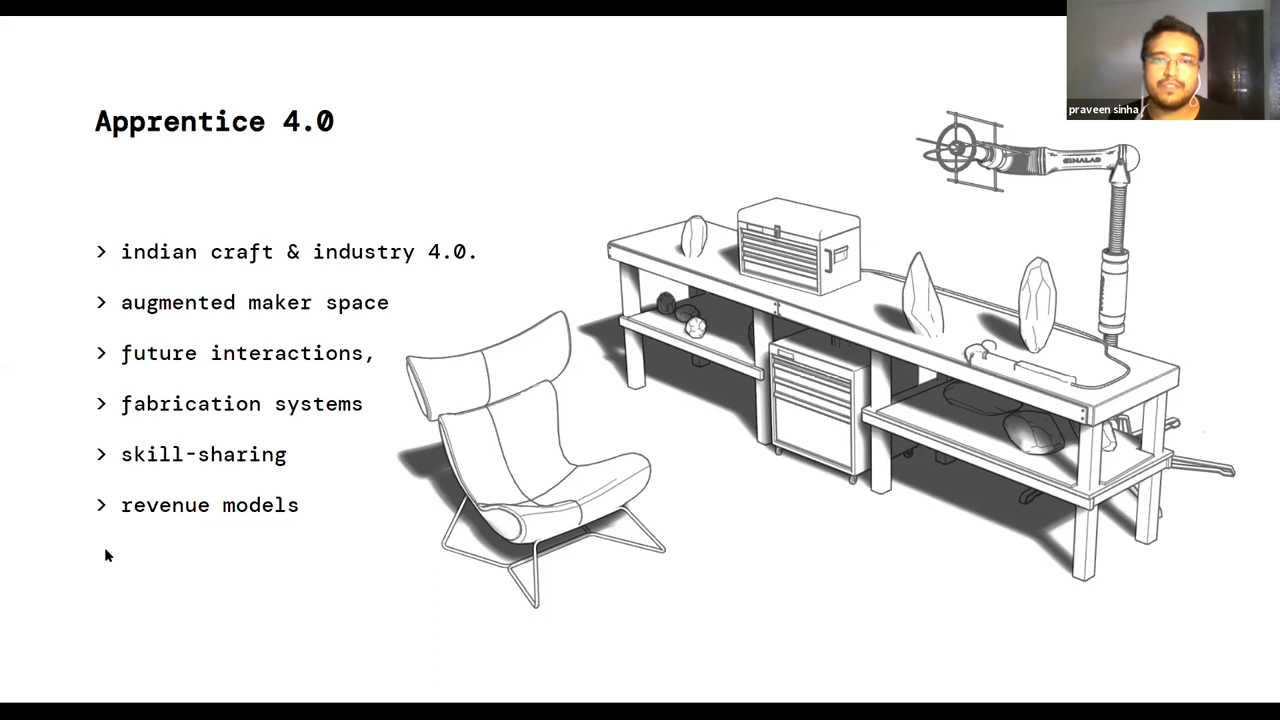 praveen sinha
Apprentice 4.0
> indian craft & industry 4.0.
> augmented maker space
> future interactions,
> fabrication systems
> skill-sharing
> revenue models